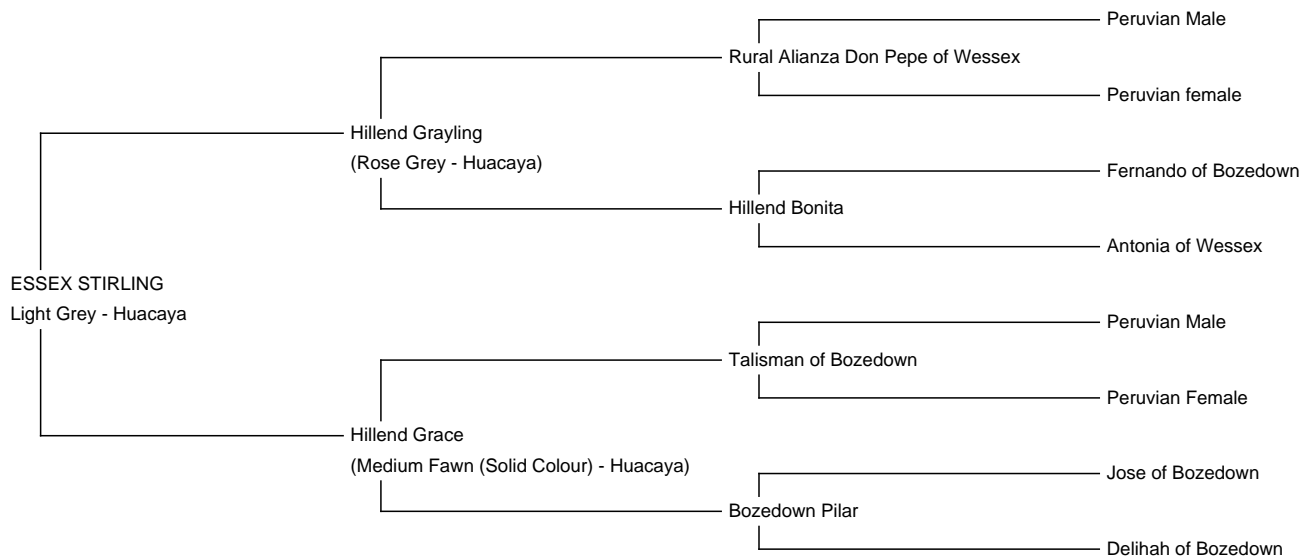 Peruvian Male
Rural Alianza Don Pepe of Wessex
Peruvian female
Hillend Grayling
(Rose Grey - Huacaya)
Fernando of Bozedown
Hillend Bonita
Antonia of Wessex
ESSEX STIRLING
Light Grey - Huacaya
Peruvian Male
Talisman of Bozedown
Peruvian Female
Hillend Grace
(Medium Fawn (Solid Colour) - Huacaya)
Jose of Bozedown
Bozedown Pilar
Delihah of Bozedown